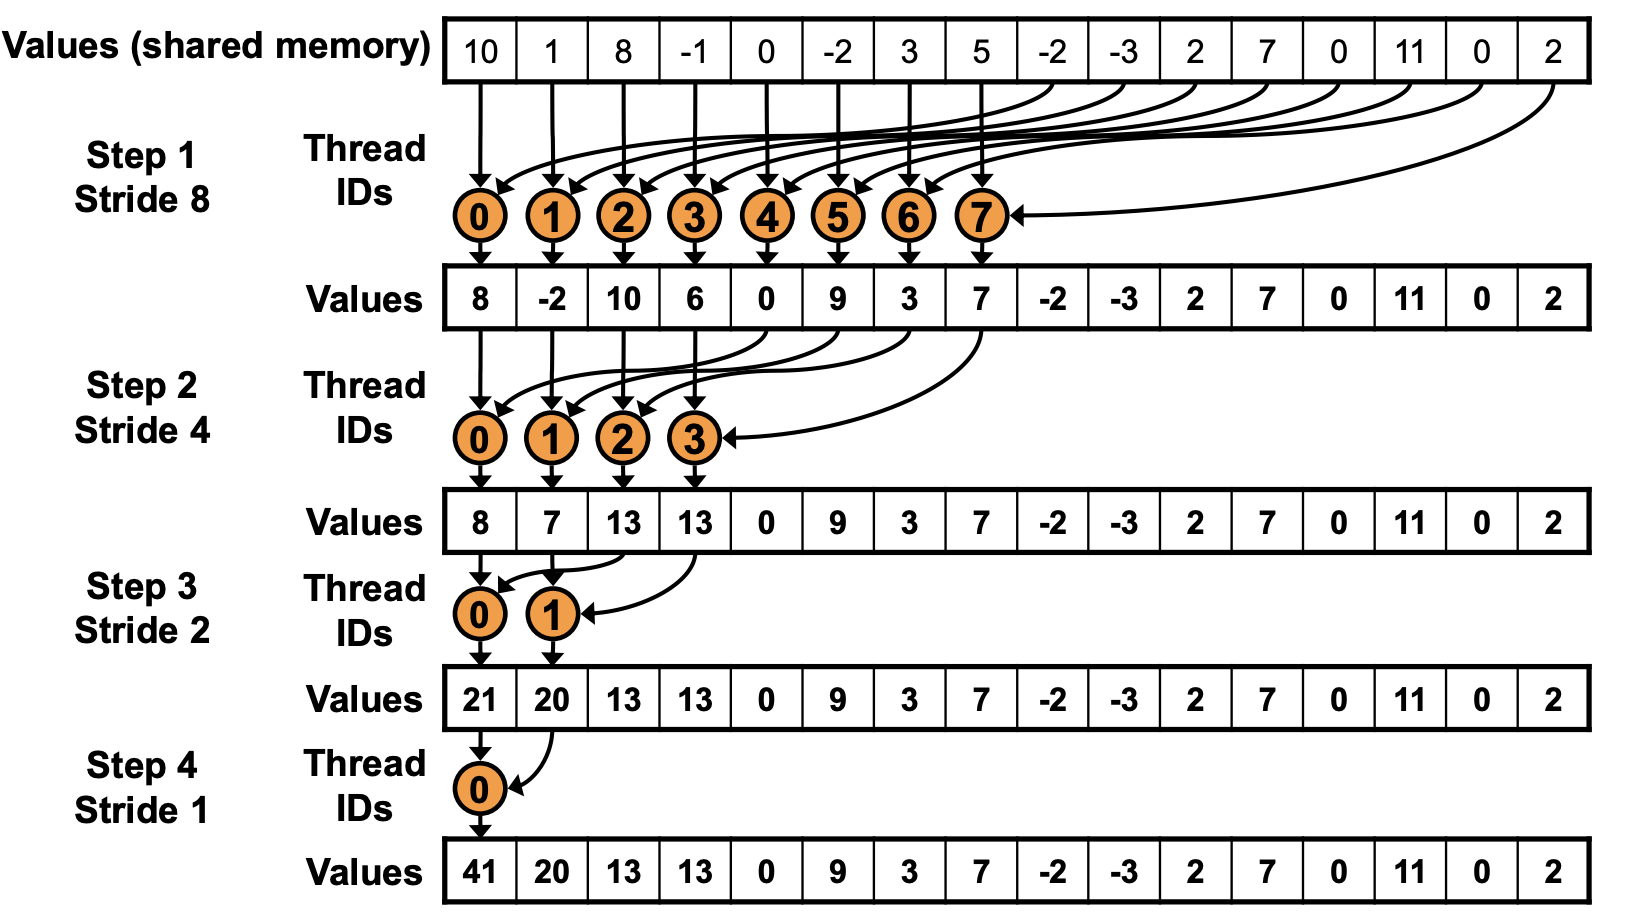 Values (shared memory) 10 1 8 -1 0 -2 3 5 -2 -3 2 7 0 11 0 2
Step 1
Stride 8
Thread
IDs
0 1 2 3 4 5 6 7
Values 8 -2 10 6 0 9 3 7 -2 -3 2 7 0 11 0 2
Step 2
Stride 4
Thread
IDs
0 1 2 3
Values 8 7 13 13 0 9 3 7 -2 -3 2 7 0 11 0 2
Step 3
Stride 2
Thread
IDs
0 1
Values 21 20 13 13 0 9 3 7 -2 -3 2 7 0 11 0 2
Step 4
Stride 1
Thread
IDs
0
Values 41 20 13 13 0 9 3 7 -2 -3 2 7 0 11 0 2